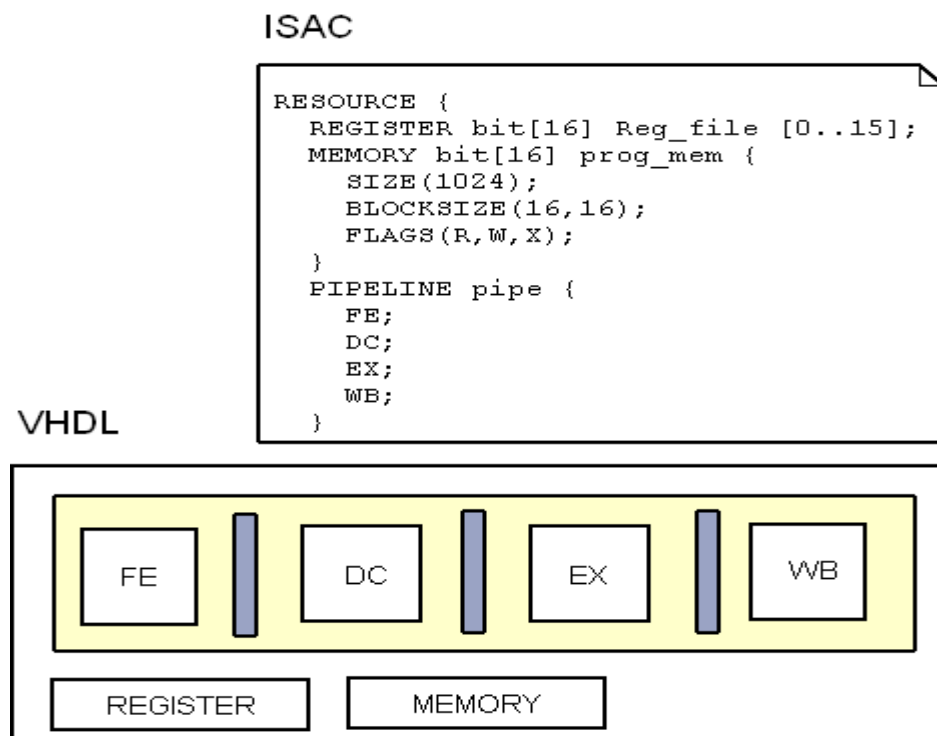 ISAC
RESOURCE {
REGISTER bit[16] Reg_file [0..15];
MEMORY bit[16] prog_mem {
SIZE(1024);
BLOCKSIZE(16,16);
FLAGS(R,W,X);
}
PIPELINE pipe {
FE;
DC;
EX;
WB;
}
VHDL
FE
DC
EX
WB
REGISTER
MEMORY